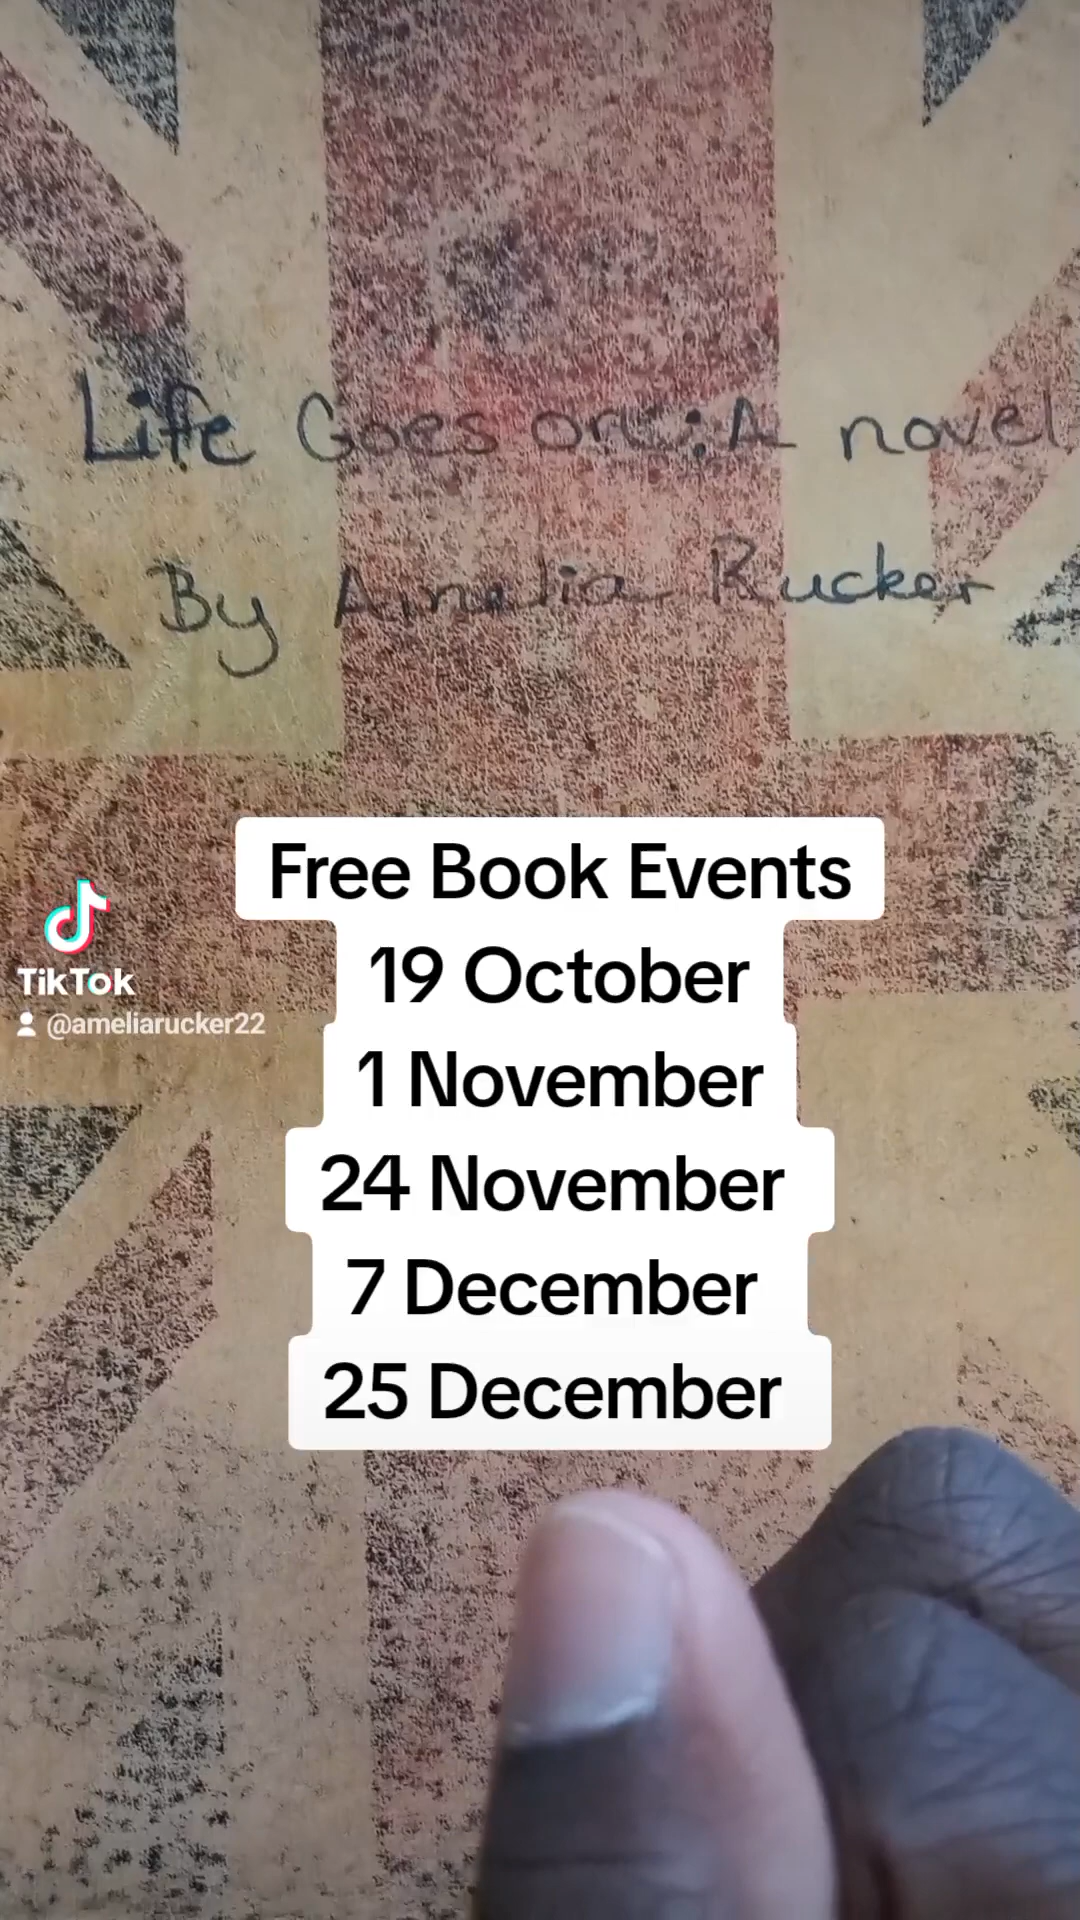 Life Goes on: A novel
By Amelia Rucker
Free Book Events
19 October
1 November
24 November
7 December
25 December
TikTok
@ameliarucker22